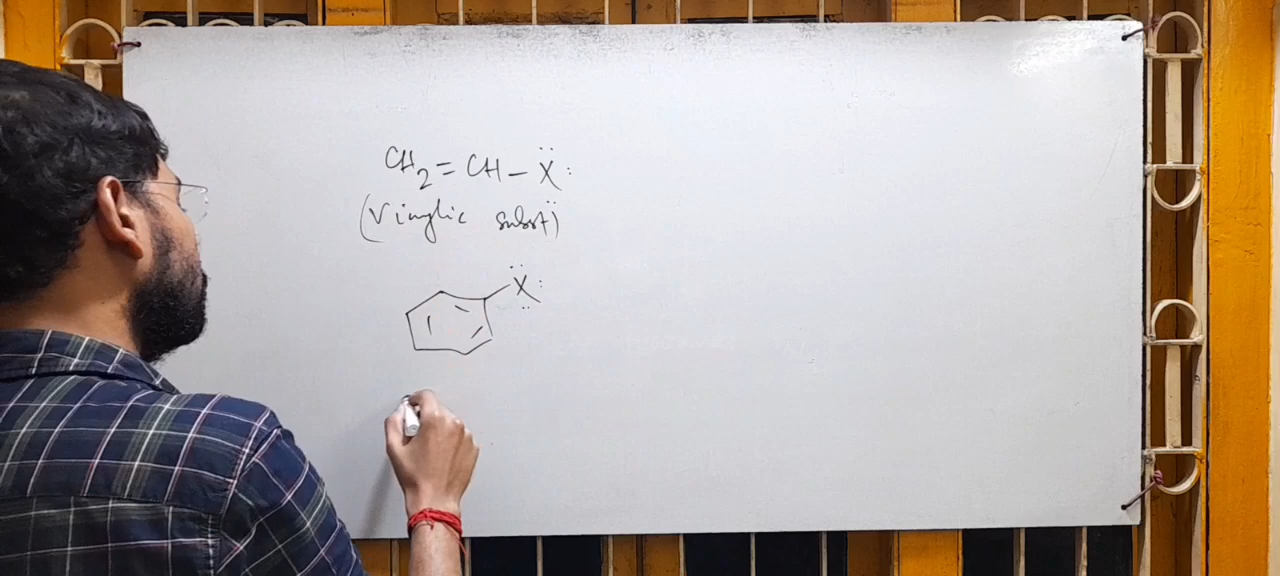 CH₂ = CH – Ẍ:
(Vinylic subst)
X: